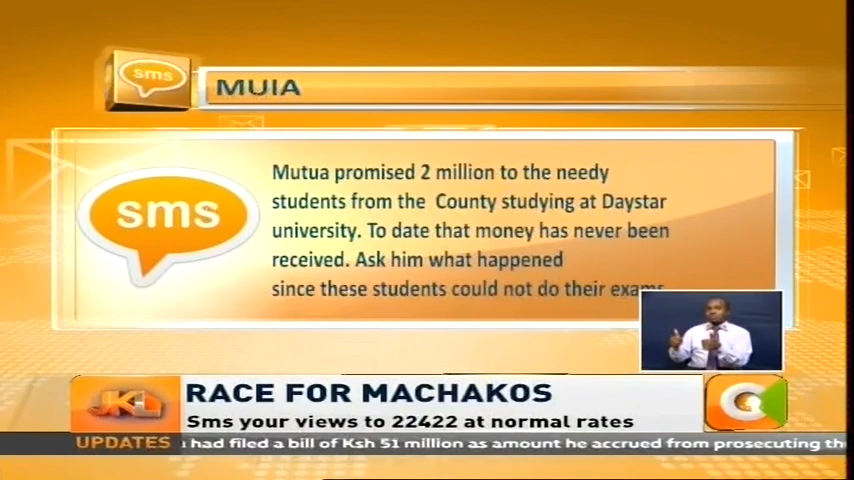 sms
MUIA
sms
Mutua promised 2 million to the needy
students from the County studying at Daystar
university. To date that money has never been
received. Ask him what happened
since these students could not do their exams
JKL
RACE FOR MACHAKOS
Sms your views to 22422 at normal rates
UPDATES
had filed a bill of Ksh 51 million as amount he accrued from prosecuting the